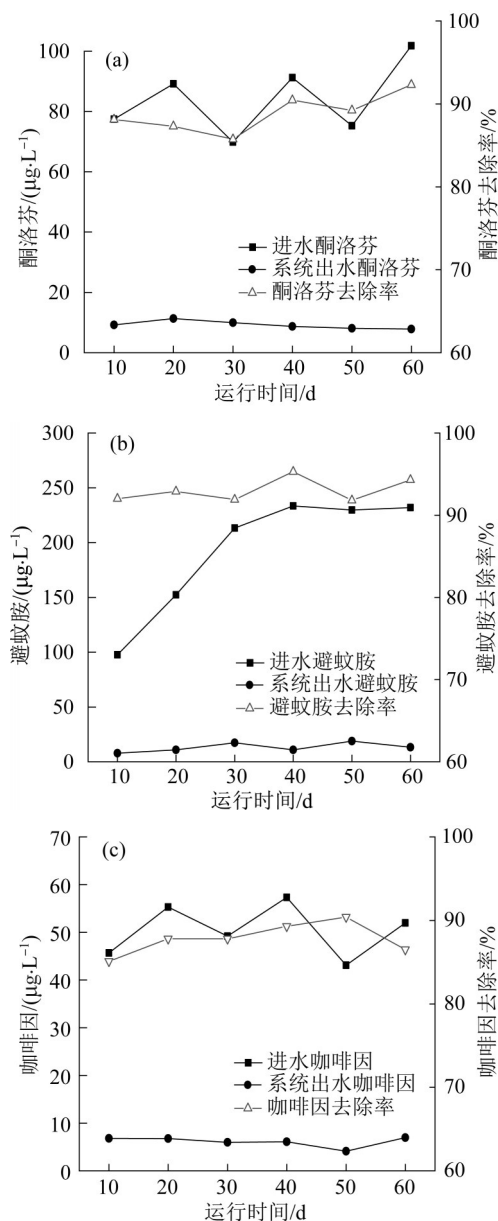 (a)
100
80
60
40
20
0
酮洛芬/(μg·L⁻¹)
100
90
80
70
60
酮洛芬去除率/%
进水酮洛芬
系统出水酮洛芬
酮洛芬去除率
10 20 30 40 50 60
运行时间/d
(b)
300
250
200
150
100
50
0
避蚊胺/(μg·L⁻¹)
100
90
80
70
60
避蚊胺去除率/%
进水避蚊胺
系统出水避蚊胺
避蚊胺去除率
10 20 30 40 50 60
运行时间/d
(c)
70
60
50
40
30
20
10
0
咖啡因/(μg·L⁻¹)
100
90
80
70
60
咖啡因去除率/%
进水咖啡因
系统出水咖啡因
咖啡因去除率
10 20 30 40 50 60
运行时间/d